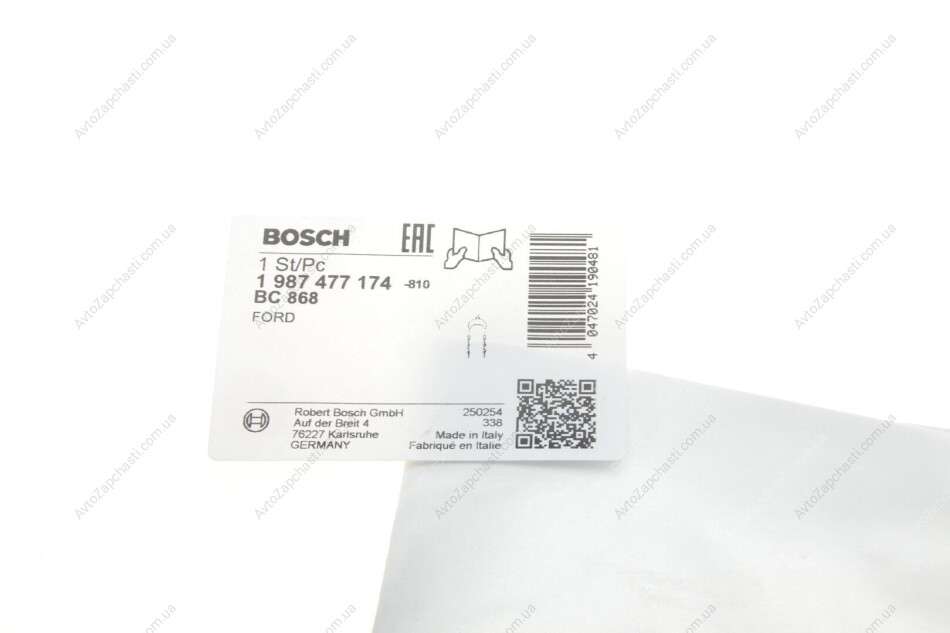 BOSCH EAC
1 St/Pc
1 987 477 174 -810
BC 868
FORD
4 047024 190481
Robert Bosch GmbH 250254
Auf der Breit 4 338
76227 Karlsruhe Made in Italy
GERMANY Fabriqué en Italie
AvtoZapchasti.com.ua